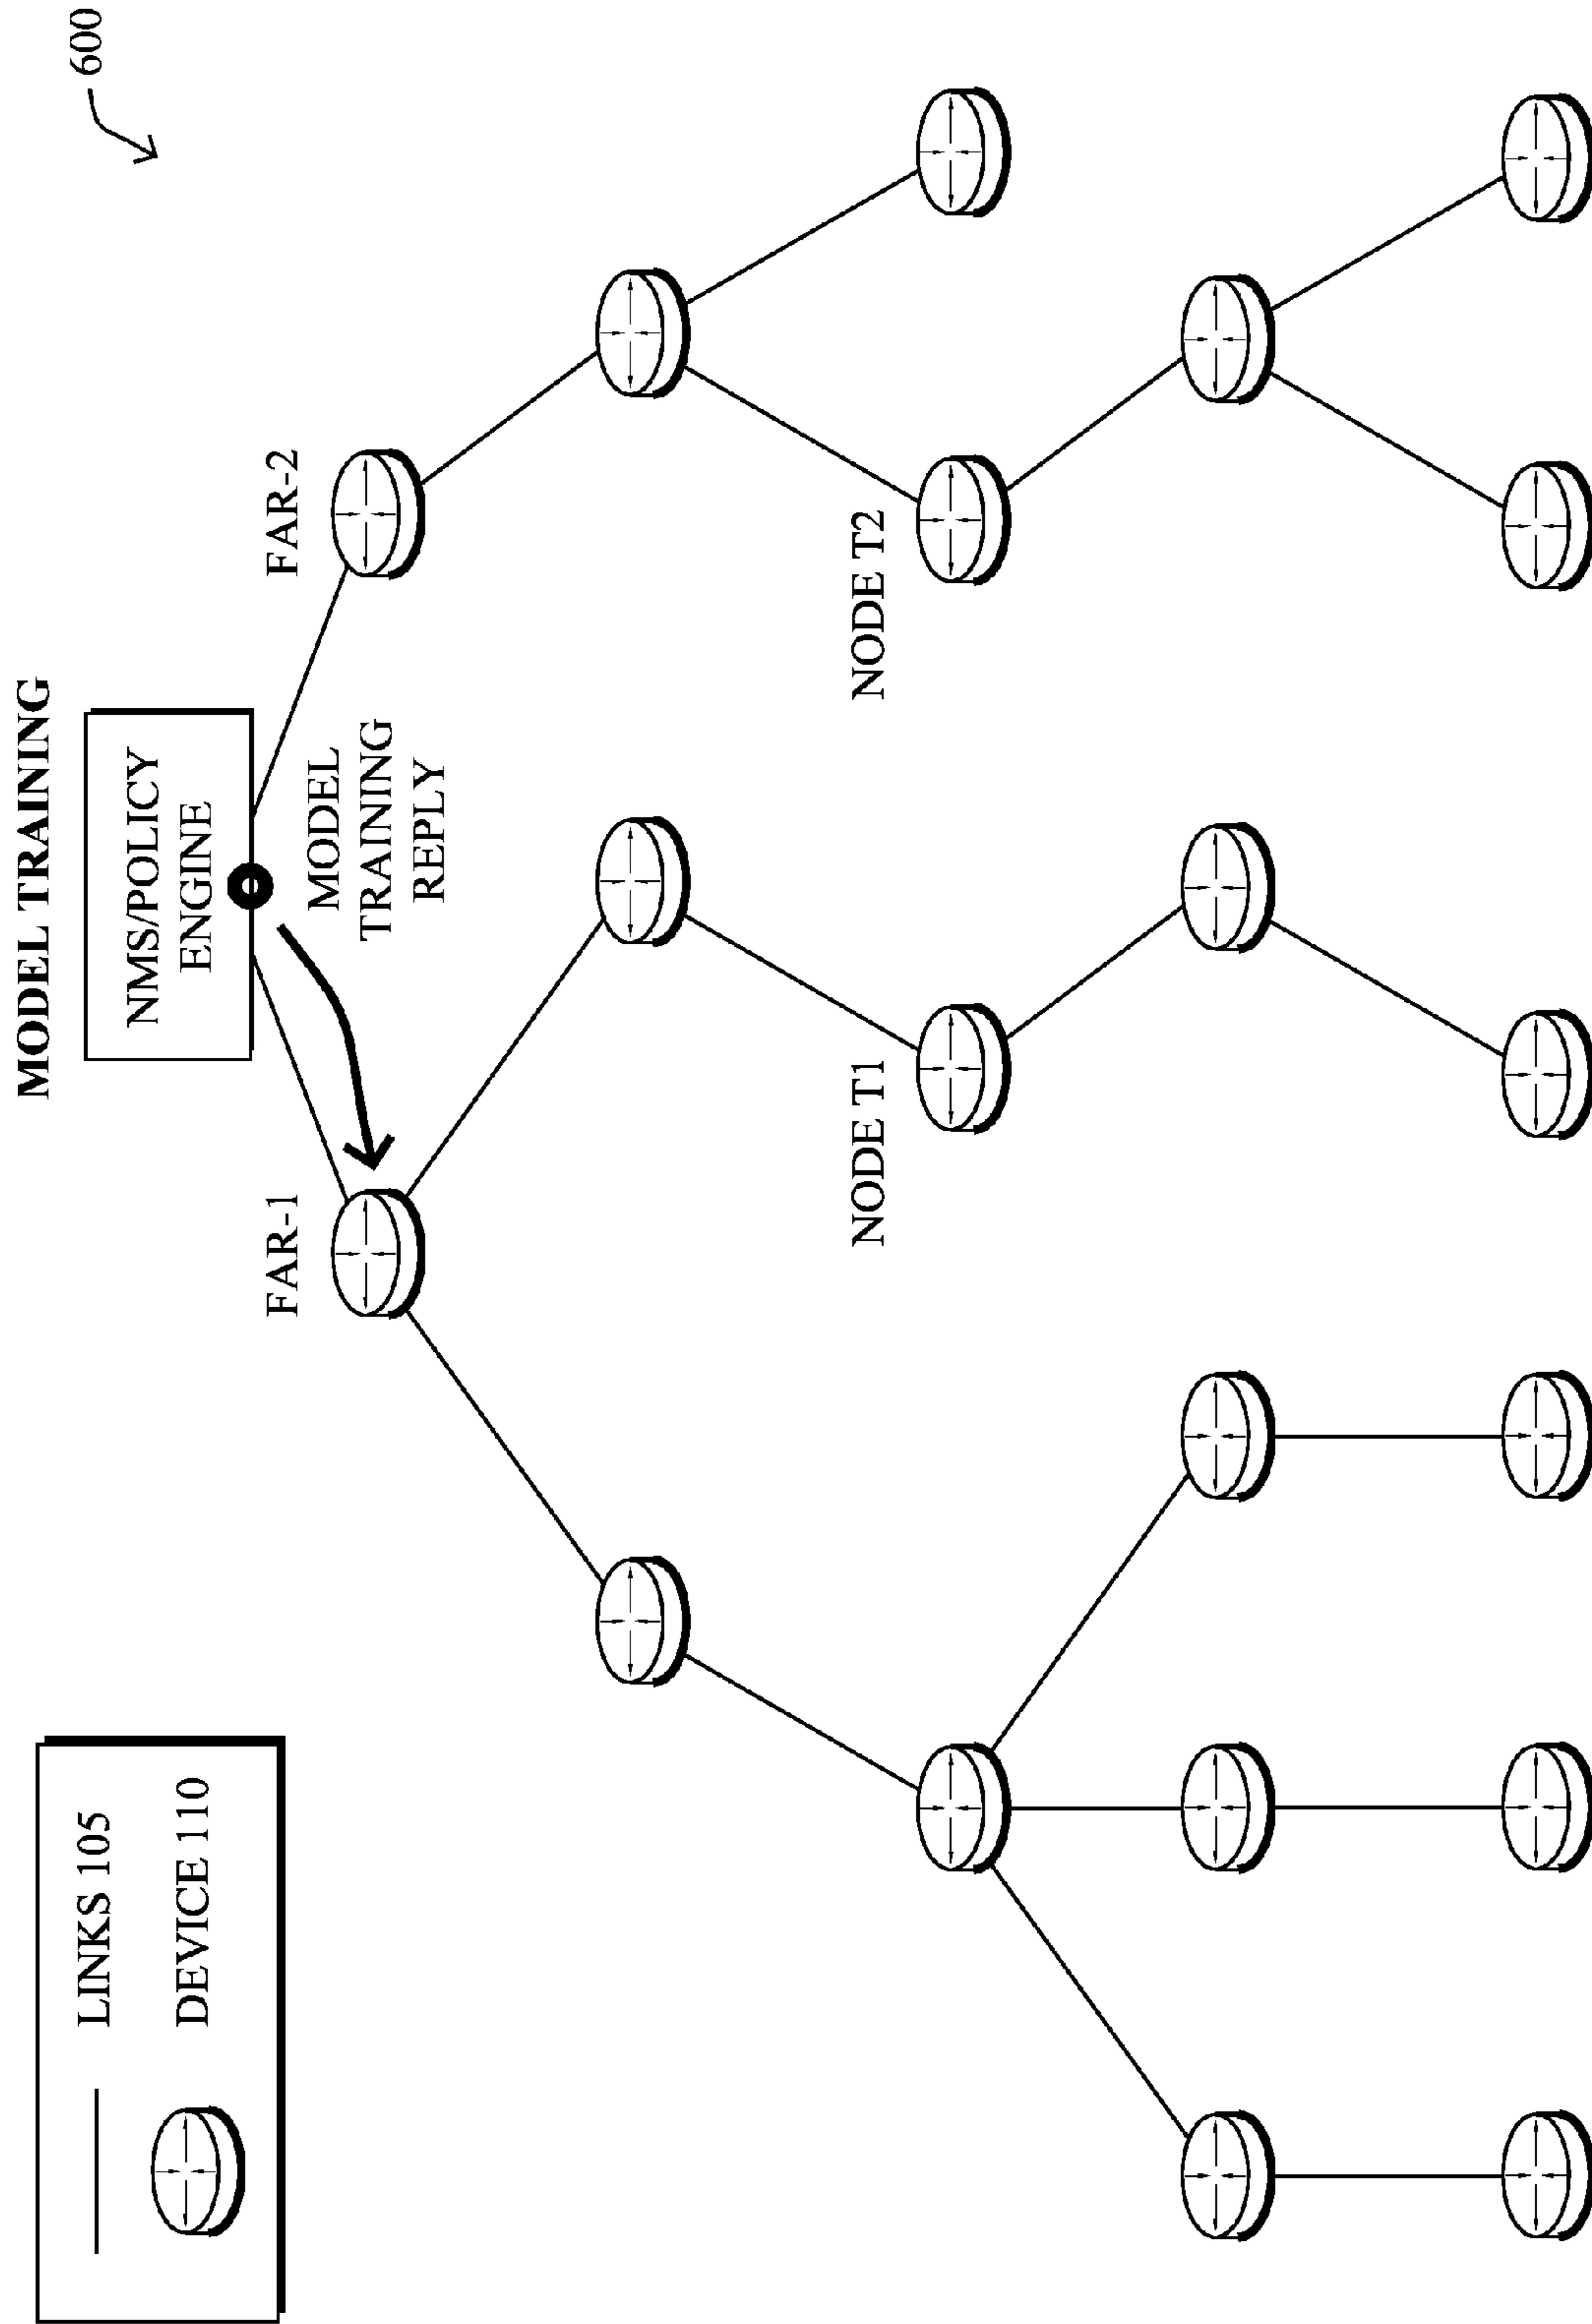 LINKS 105
DEVICE 110
MODEL TRAINING
NMS/POLICY
ENGINE
600
MODEL
TRAINING
REPLY
FAR-1
FAR-2
NODE T1
NODE T2